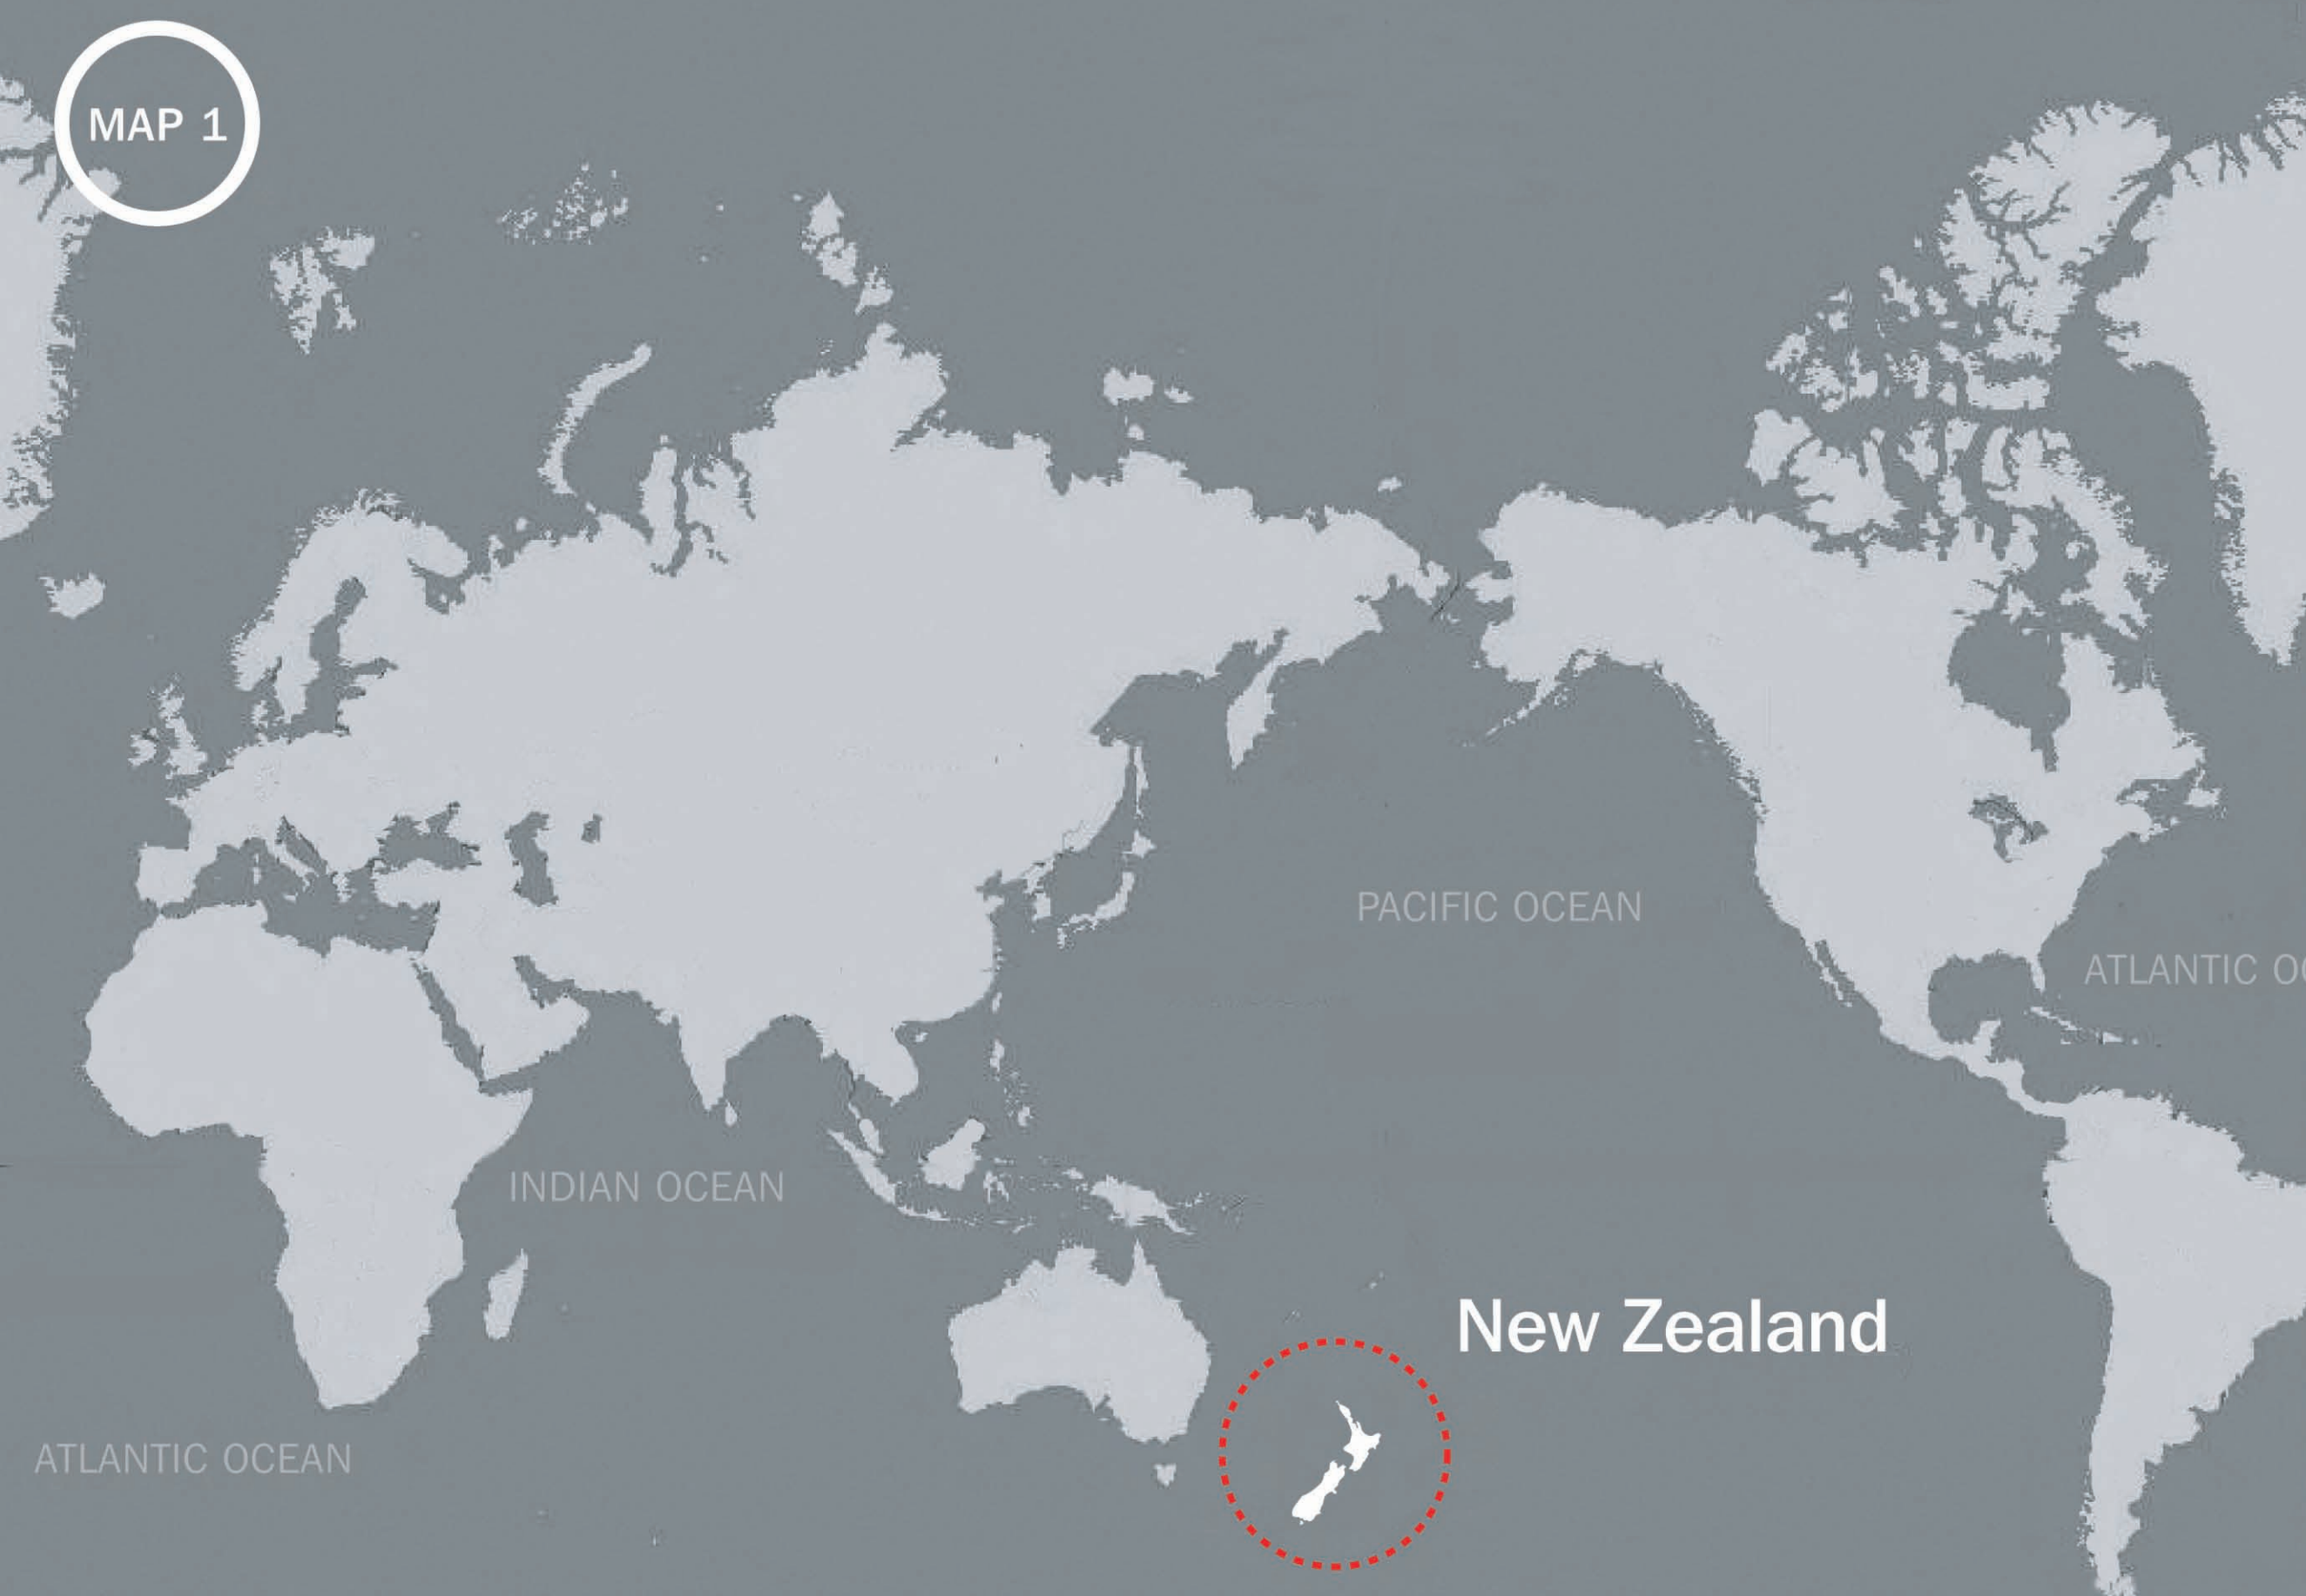 MAP 1
PACIFIC OCEAN
ATLANTIC OC
INDIAN OCEAN
New Zealand
ATLANTIC OCEAN